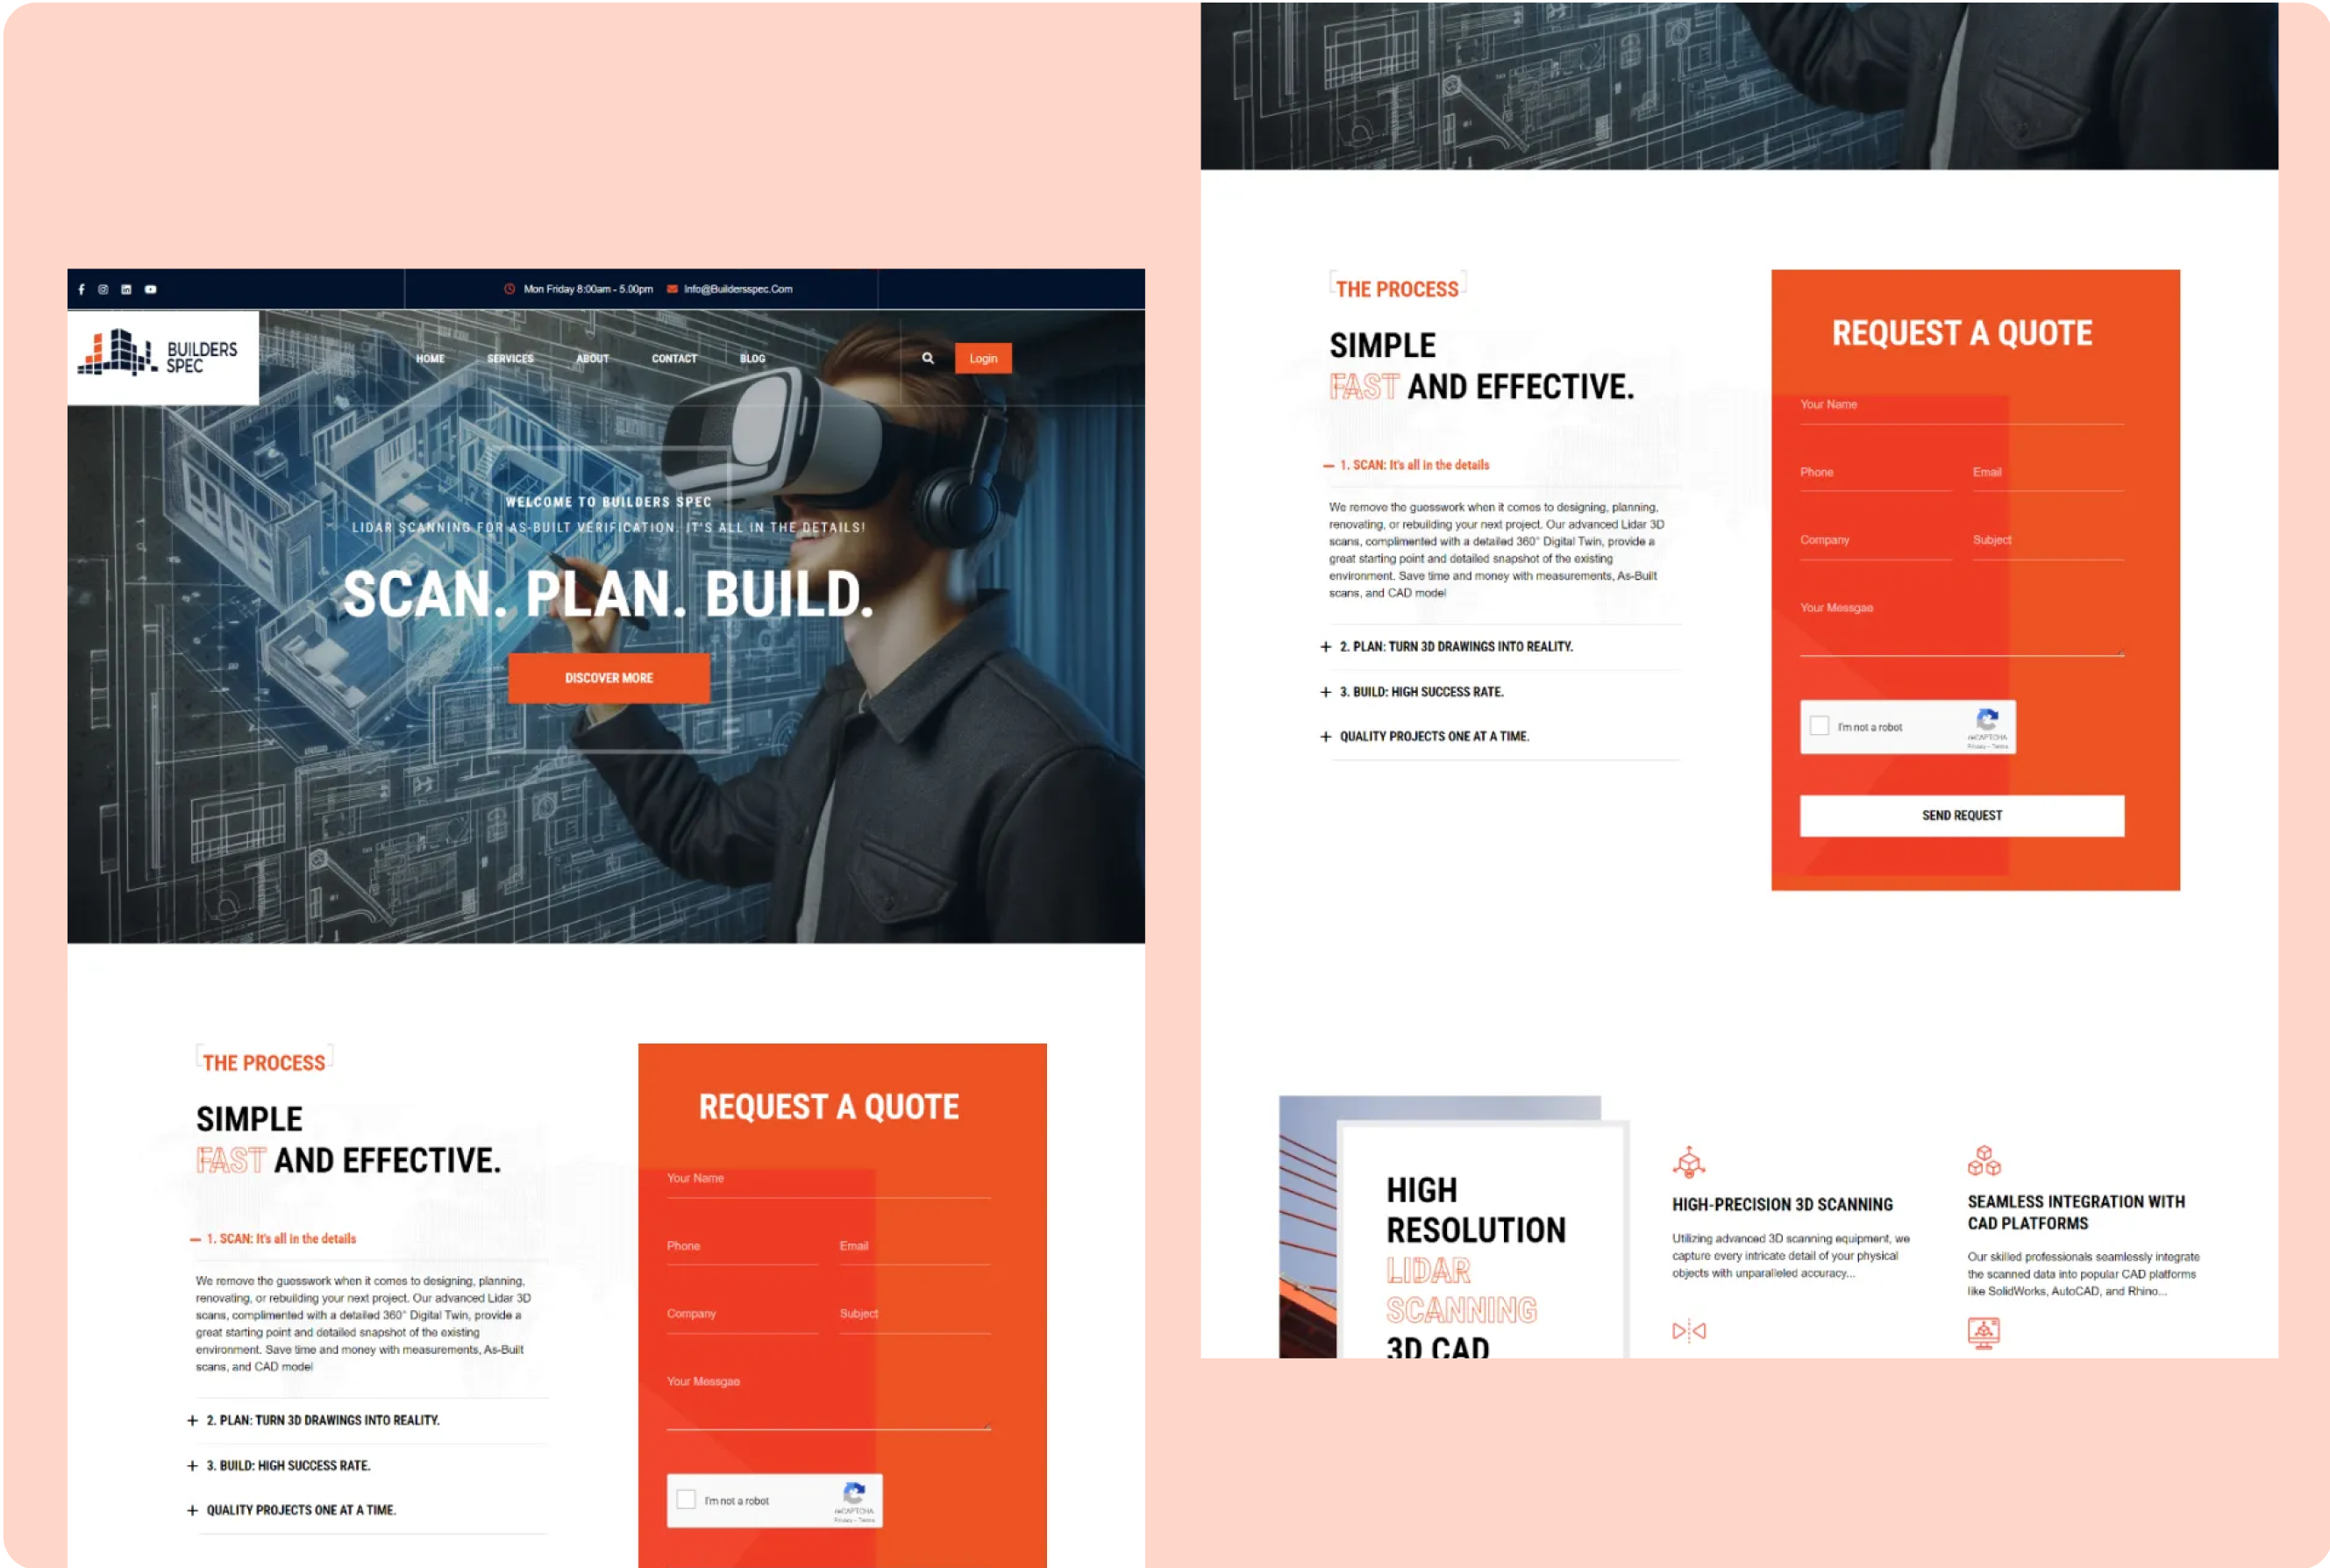 Mon Friday 8:00am - 5.00pm Info@Buildersspec.Com
BUILDERS
SPEC
HOME SERVICES ABOUT CONTACT BLOG Login
WELCOME TO BUILDERS SPEC
LIDAR SCANNING FOR AS-BUILT VERIFICATION. IT'S ALL IN THE DETAILS!
SCAN. PLAN. BUILD.
DISCOVER MORE
THE PROCESS
SIMPLE
FAST AND EFFECTIVE.
1. SCAN: It's all in the details
We remove the guesswork when it comes to designing, planning,
renovating, or rebuilding your next project. Our advanced Lidar 3D
scans, complimented with a detailed 360° Digital Twin, provide a
great starting point and detailed snapshot of the existing
environment. Save time and money with measurements, As-Built
scans, and CAD model
+ 2. PLAN: TURN 3D DRAWINGS INTO REALITY.
+ 3. BUILD: HIGH SUCCESS RATE.
+ QUALITY PROJECTS ONE AT A TIME.
REQUEST A QUOTE
Your Name
Phone Email
Company Subject
Your Messgae
I'm not a robot
reCAPTCHA
Privacy - Terms
THE PROCESS
SIMPLE
FAST AND EFFECTIVE.
1. SCAN: It's all in the details
We remove the guesswork when it comes to designing, planning,
renovating, or rebuilding your next project. Our advanced Lidar 3D
scans, complimented with a detailed 360° Digital Twin, provide a
great starting point and detailed snapshot of the existing
environment. Save time and money with measurements, As-Built
scans, and CAD model
+ 2. PLAN: TURN 3D DRAWINGS INTO REALITY.
+ 3. BUILD: HIGH SUCCESS RATE.
+ QUALITY PROJECTS ONE AT A TIME.
REQUEST A QUOTE
Your Name
Phone Email
Company Subject
Your Messgae
I'm not a robot
reCAPTCHA
Privacy - Terms
SEND REQUEST
HIGH
RESOLUTION
LIDAR
SCANNING
3D CAD
HIGH-PRECISION 3D SCANNING
Utilizing advanced 3D scanning equipment, we
capture every intricate detail of your physical
objects with unparalleled accuracy...
SEAMLESS INTEGRATION WITH
CAD PLATFORMS
Our skilled professionals seamlessly integrate
the scanned data into popular CAD platforms
like SolidWorks, AutoCAD, and Rhino...